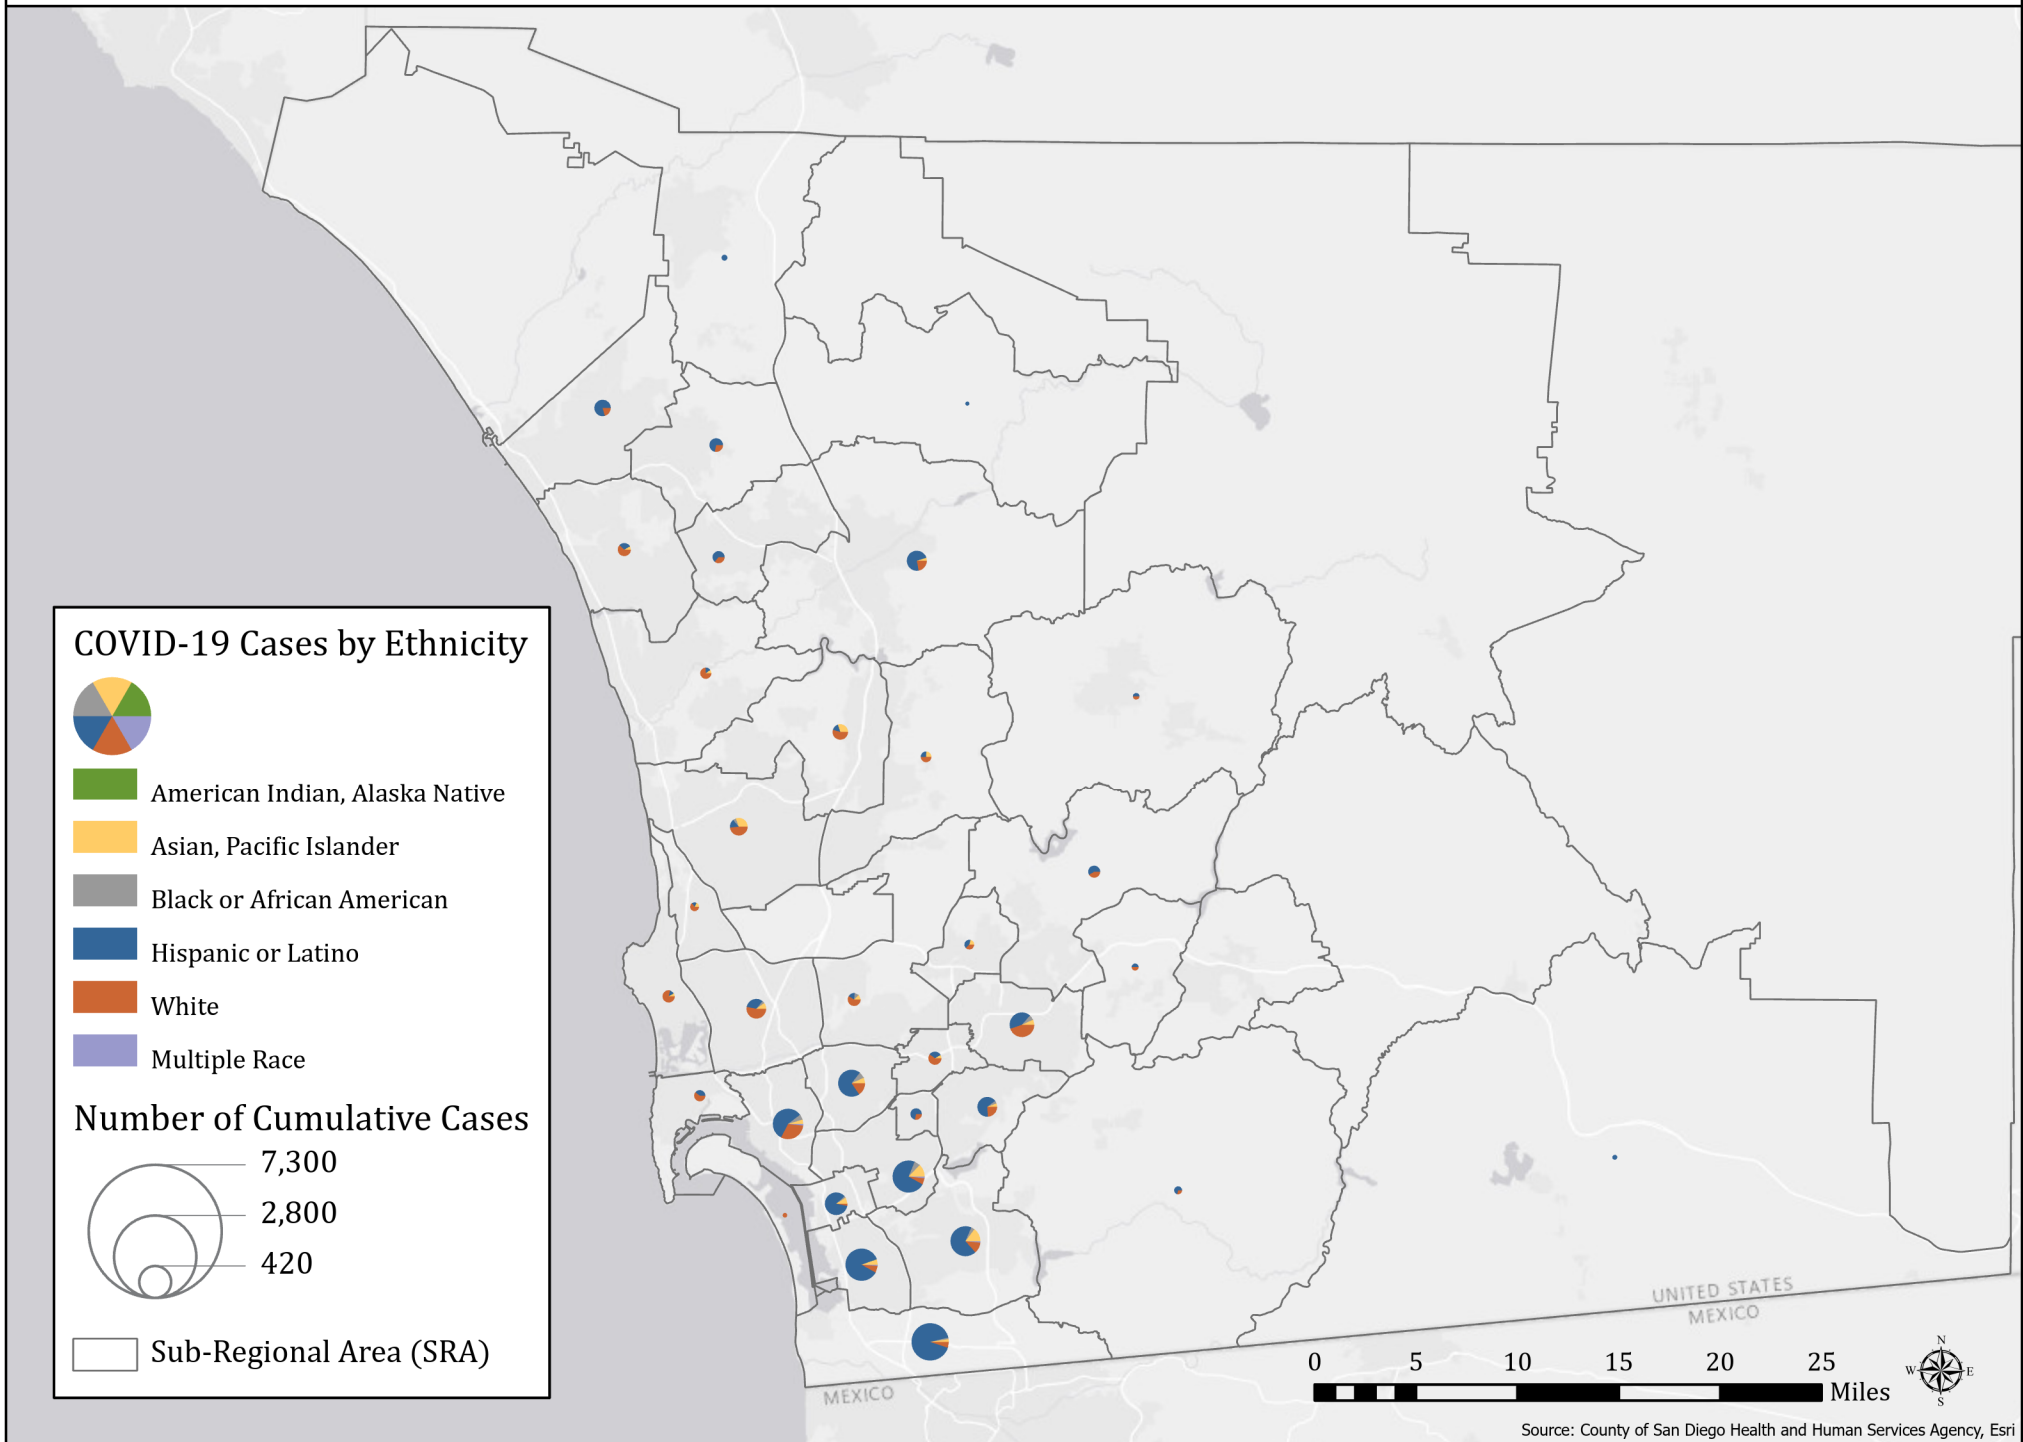 COVID-19 Cases by Ethnicity
American Indian, Alaska Native
Asian, Pacific Islander
Black or African American
Hispanic or Latino
White
Multiple Race
Number of Cumulative Cases
7,300
2,800
420
Sub-Regional Area (SRA)
UNITED STATES
MEXICO
MEXICO
0 5 10 15 20 25
Miles
N
W E
S
Source: County of San Diego Health and Human Services Agency, Esri